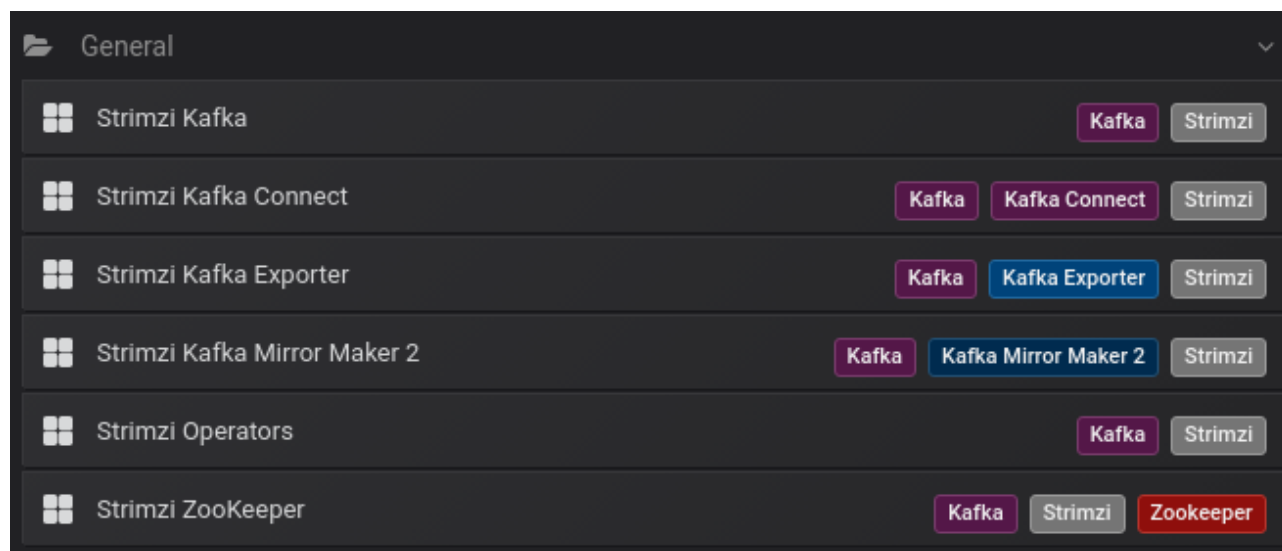 General
Strimzi Kafka Kafka Strimzi
Strimzi Kafka Connect Kafka Kafka Connect Strimzi
Strimzi Kafka Exporter Kafka Kafka Exporter Strimzi
Strimzi Kafka Mirror Maker 2 Kafka Kafka Mirror Maker 2 Strimzi
Strimzi Operators Kafka Strimzi
Strimzi ZooKeeper Kafka Strimzi Zookeeper